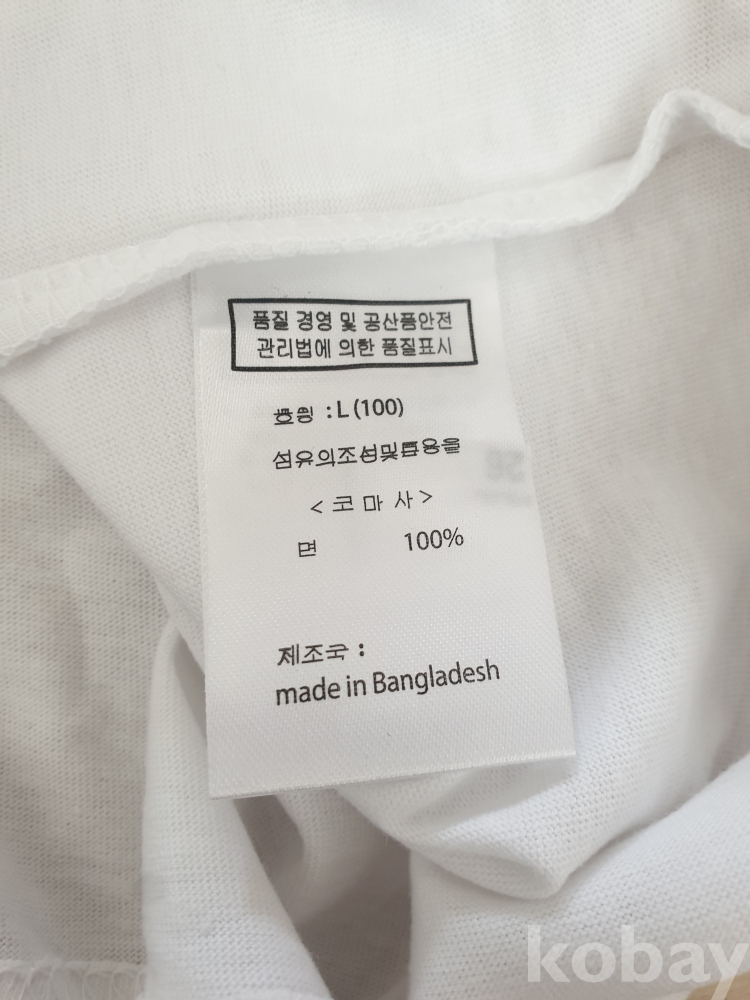 품질 경영 및 공산품안전
관리법에 의한 품질표시
호칭 : L (100)
섬유의조성및혼용율
< 코 마 사 >
면 100%
제조국 :
made in Bangladesh
kobay